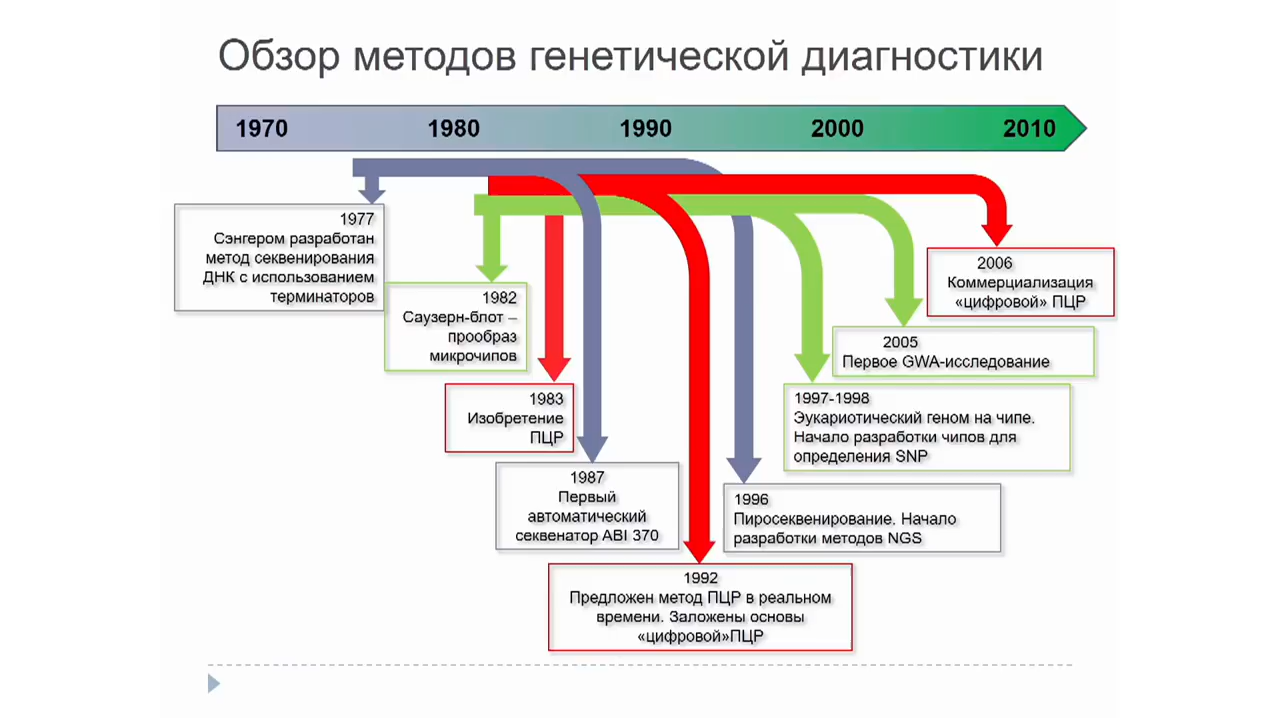 Обзор методов генетической диагностики
1970 1980 1990 2000 2010
1977
Сэнгером разработан
метод секвенирования
ДНК с использованием
терминаторов
1982
Саузерн-блот –
прообраз
микрочипов
1983
Изобретение
ПЦР
1987
Первый
автоматический
секвенатор ABI 370
1992
Предложен метод ПЦР в реальном
времени. Заложены основы
«цифровой»ПЦР
1996
Пиросеквенирование. Начало
разработки методов NGS
1997-1998
Эукариотический геном на чипе.
Начало разработки чипов для
определения SNP
2005
Первое GWA-исследование
2006
Коммерциализация
«цифровой» ПЦР